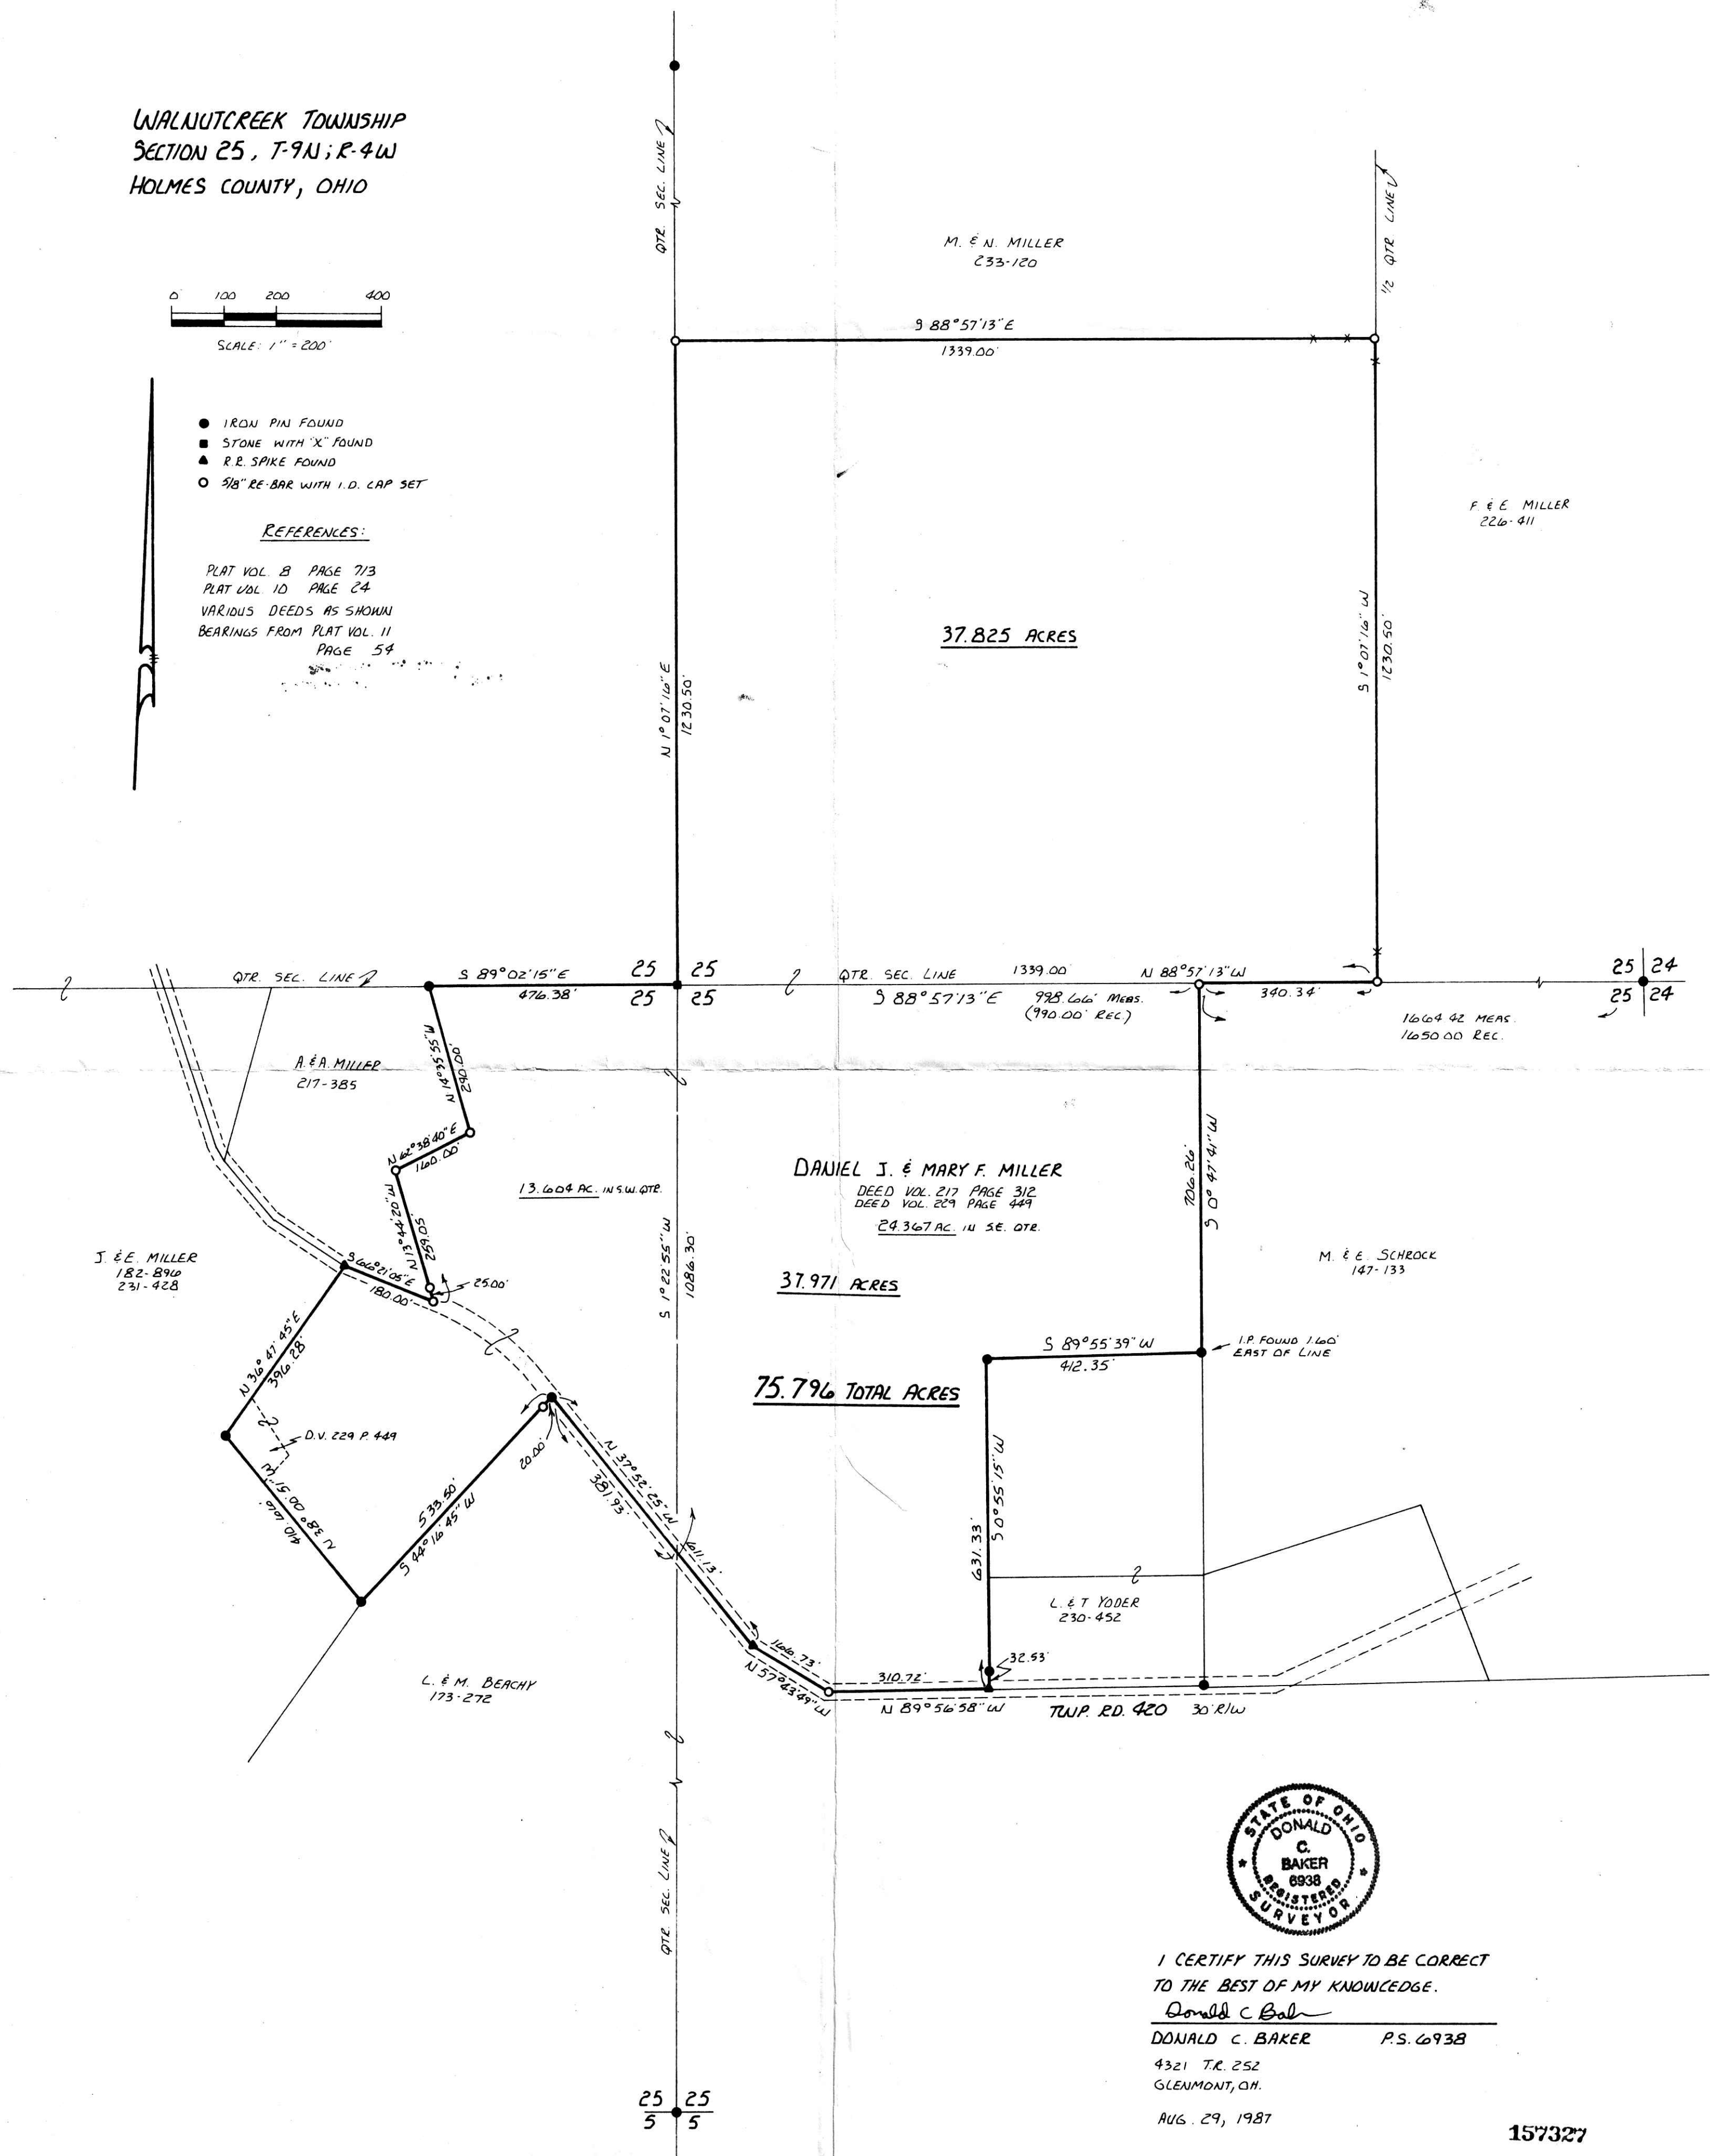 WALNUTCREEK TOWNSHIP
SECTION 25, T-9N; R-4W
HOLMES COUNTY, OHIO
0 100 200 400
SCALE: 1" = 200'
IRON PIN FOUND
STONE WITH "X" FOUND
R.R. SPIKE FOUND
5/8" RE-BAR WITH I.D. CAP SET
REFERENCES:
PLAT VOL. 8 PAGE 713
PLAT VOL. 10 PAGE 24
VARIOUS DEEDS AS SHOWN
BEARINGS FROM PLAT VOL. 11
PAGE 54
QTR. SEC. LINE
1/2 QTR LINE
M. & N. MILLER
233-120
S 88°57'13" E
1339.00'
F. & E. MILLER
226-411
37.825 ACRES
N 1°07'16" E
1230.50'
S 1°07'16" W
1230.50'
QTR. SEC. LINE
S 89°02'15" E
476.38'
25 25
25 25
QTR. SEC. LINE
1339.00'
N 88°57'13" W
S 88°57'13" E
998.66' MEAS.
(990.00' REC.)
340.34'
25 24
25 24
1664.42 MEAS.
1650.00 REC.
A. & A. MILLER
217-385
N 14°35'55" W
290.00'
N 62°38'40" E
160.00'
N 13°44'20" W
259.05'
25.00'
13.604 AC. IN S.W. QTR.
DANIEL J. & MARY F. MILLER
DEED VOL. 217 PAGE 312
DEED VOL. 229 PAGE 449
24.367 AC. IN S.E. QTR.
706.26'
S 0°47'41" W
J. & E. MILLER
182-896
231-428
S 66°21'05" E
180.00'
S 1°22'55" W
1086.30'
37.971 ACRES
M. & E. SCHROCK
147-133
N 36°47'45" E
396.28'
S 89°55'39" W
412.35'
I.P. FOUND 1.60'
EAST OF LINE
75.796 TOTAL ACRES
D.V. 229 P. 449
N 38°00'51" W
410.66'
533.50'
S 44°16'45" W
20.00'
N 37°52'25" W
381.93'
611.13'
631.33'
S 0°55'15" W
L. & T YODER
230-452
166.73'
N 57°43'49" W
310.72'
32.53'
N 89°56'58" W
TWP. RD. 420
30' R/W
L. & M. BEACHY
173-272
QTR. SEC. LINE
STATE OF OHIO
DONALD
C.
BAKER
6938
REGISTERED
SURVEYOR
I CERTIFY THIS SURVEY TO BE CORRECT
TO THE BEST OF MY KNOWLEDGE.
Donald C Bak
DONALD C. BAKER P.S. 6938
4321 T.R. 252
GLENMONT, OH.
AUG. 29, 1987
25 25
5 5
157327